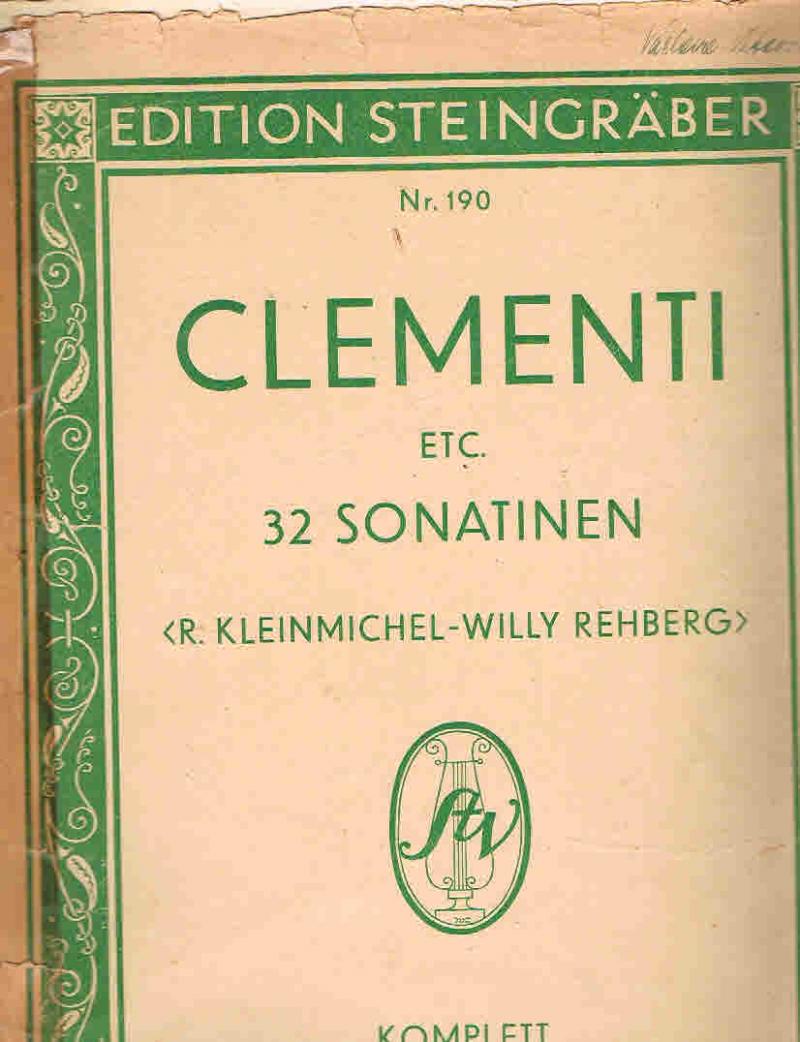 EDITION STEINGRÄBER
Nr. 190
CLEMENTI
ETC.
32 SONATINEN
<R. KLEINMICHEL-WILLY REHBERG>
StV
KOMPLETT